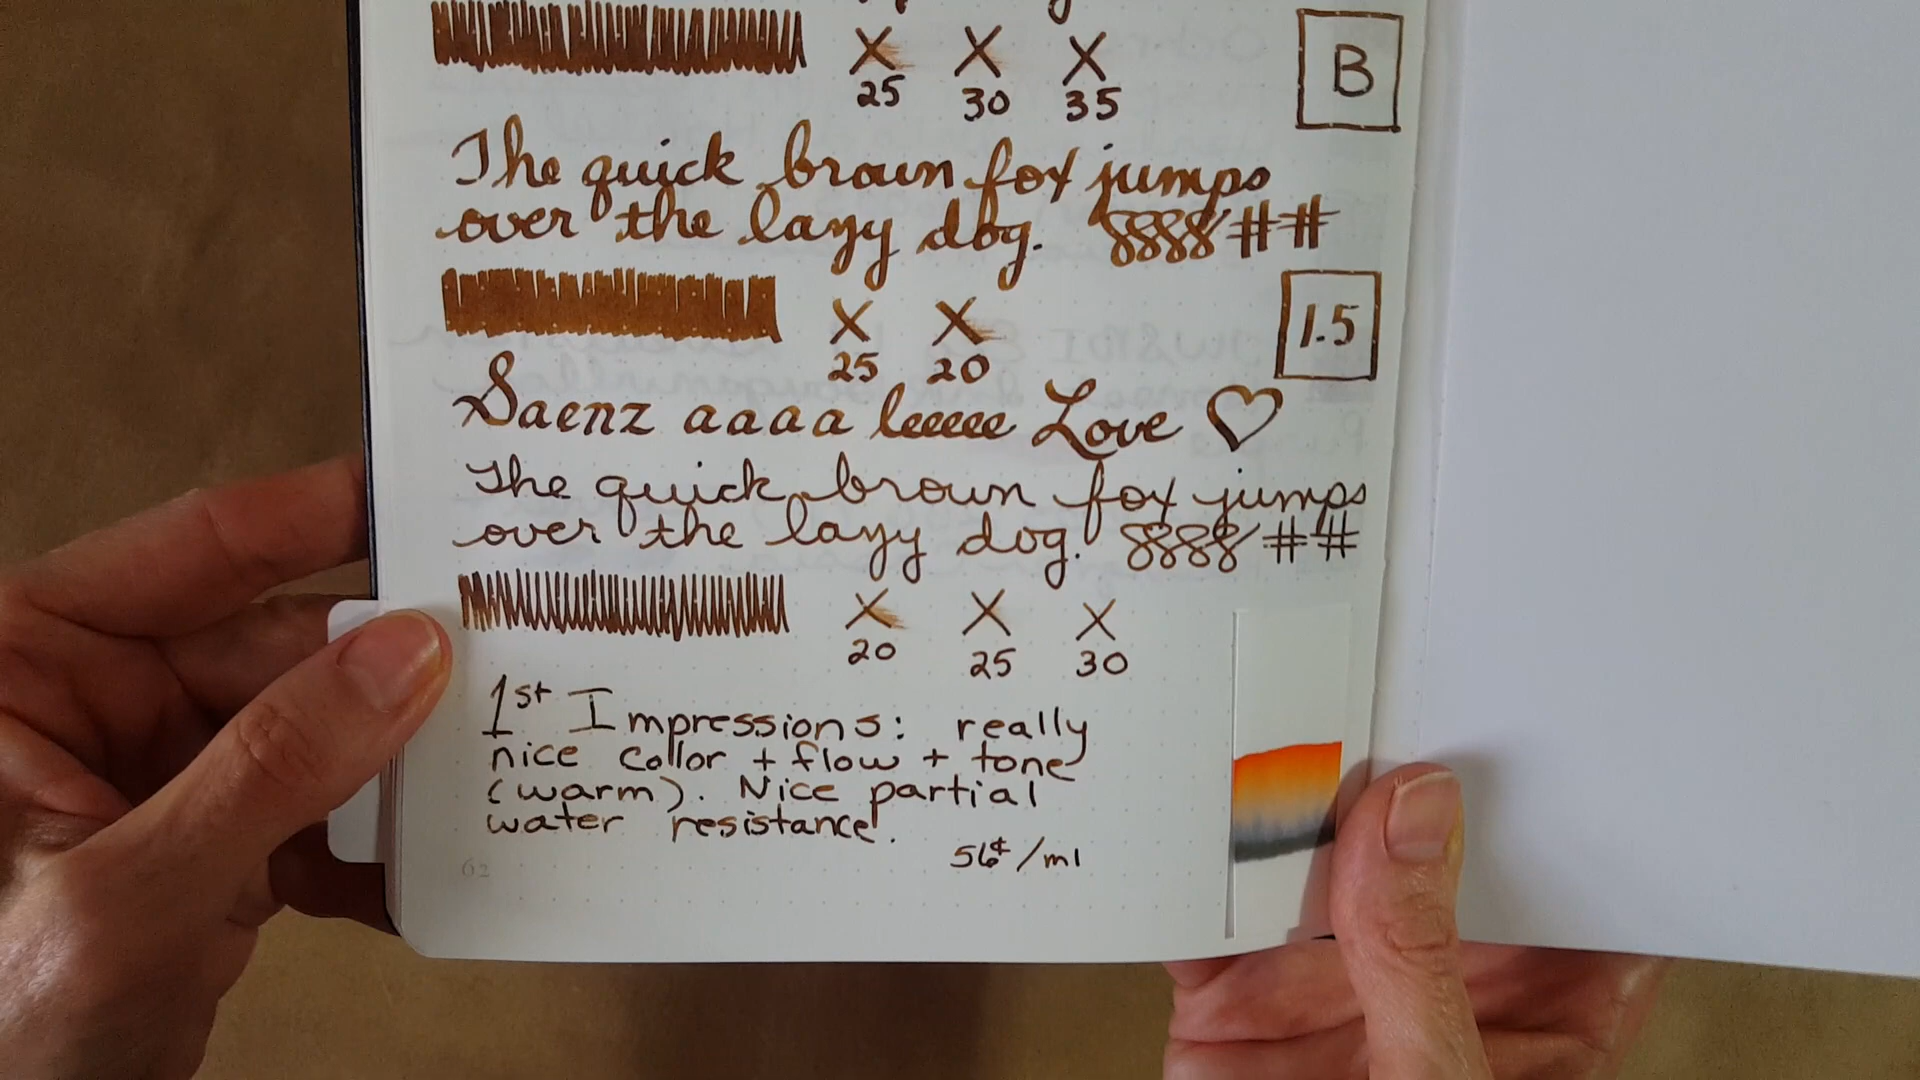 X X X
25 30 35
B
The quick brown fox jumps
over the lazy dog. 8888##
X X
25 20
1.5
Saenz aaaa leeeee Love ♡
The quick brown fox jumps
over the lazy dog. 8888##
X X X
20 25 30
1st Impressions: really
nice color + flow + tone
(warm). Nice partial
water resistance.
56¢/ml
62